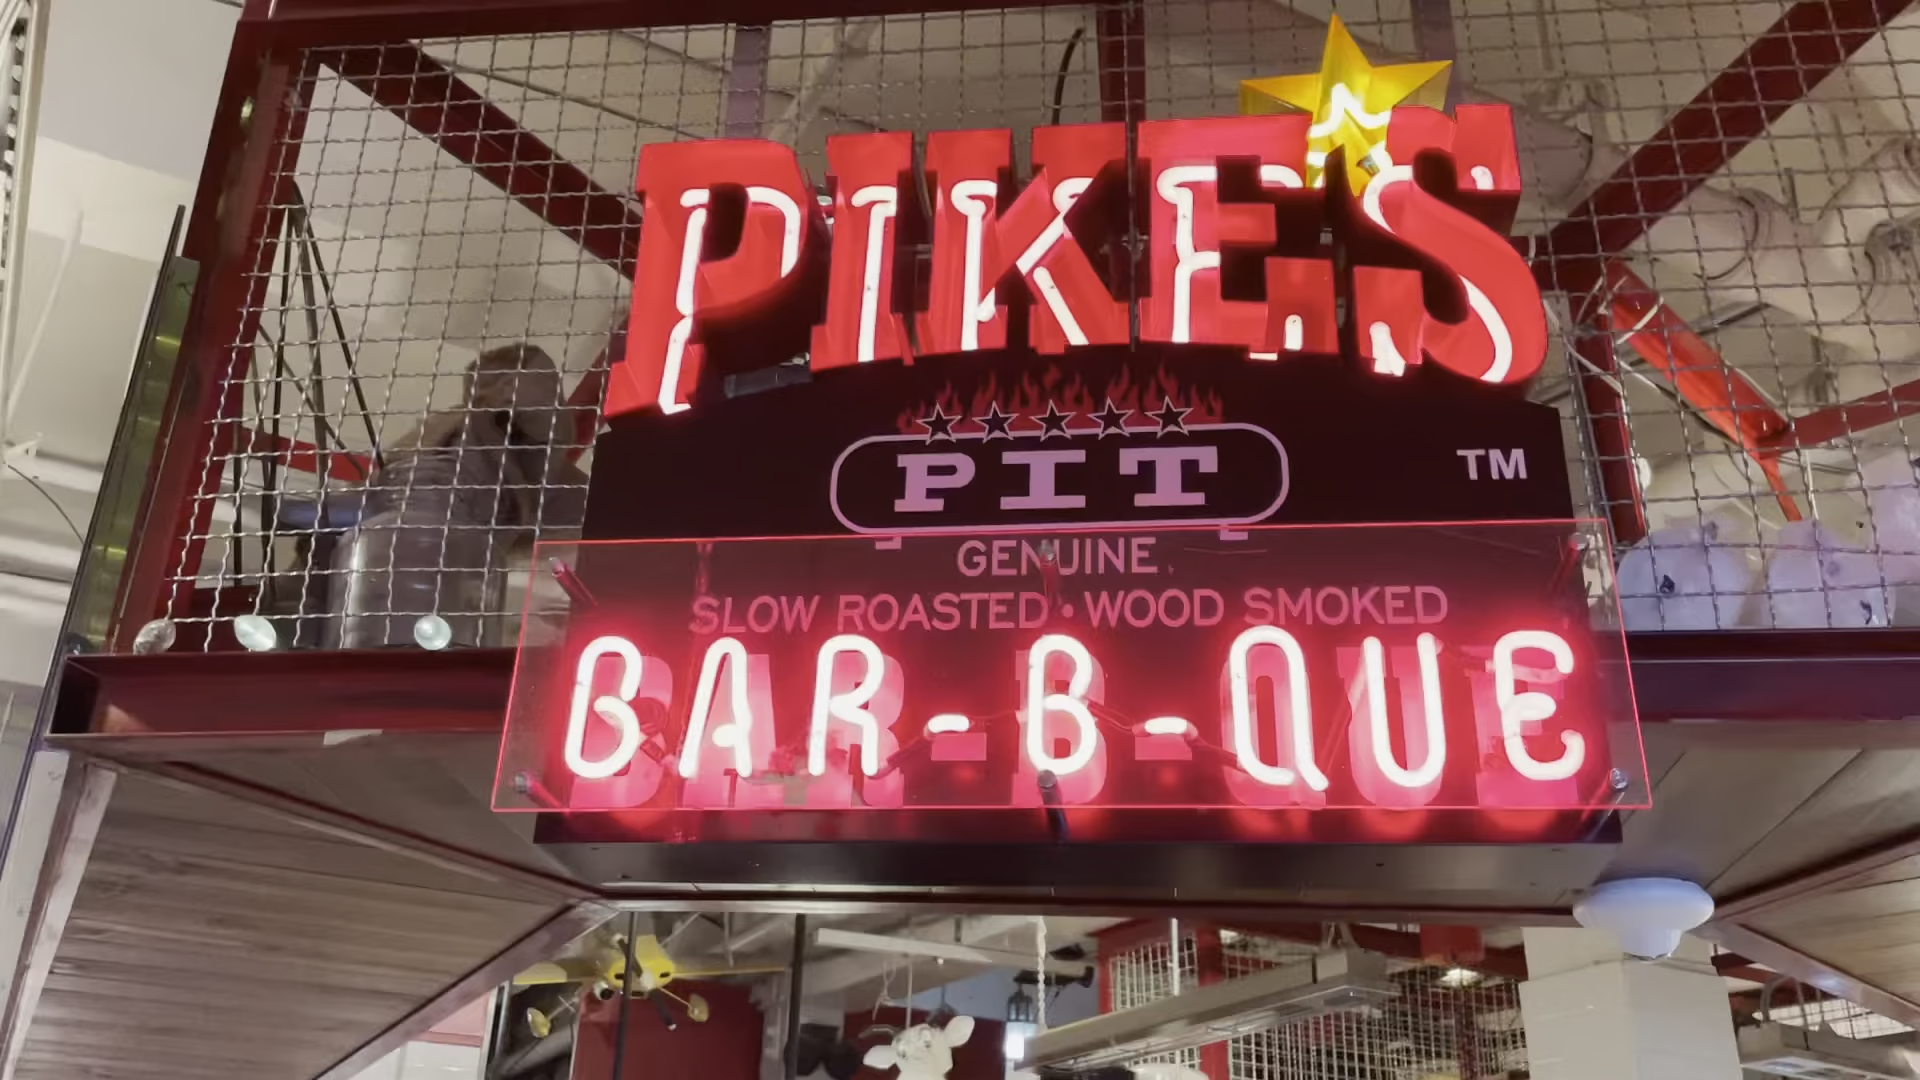 PIKE'S
PIT
TM
GENUINE
SLOW ROASTED • WOOD SMOKED
BAR-B-QUE